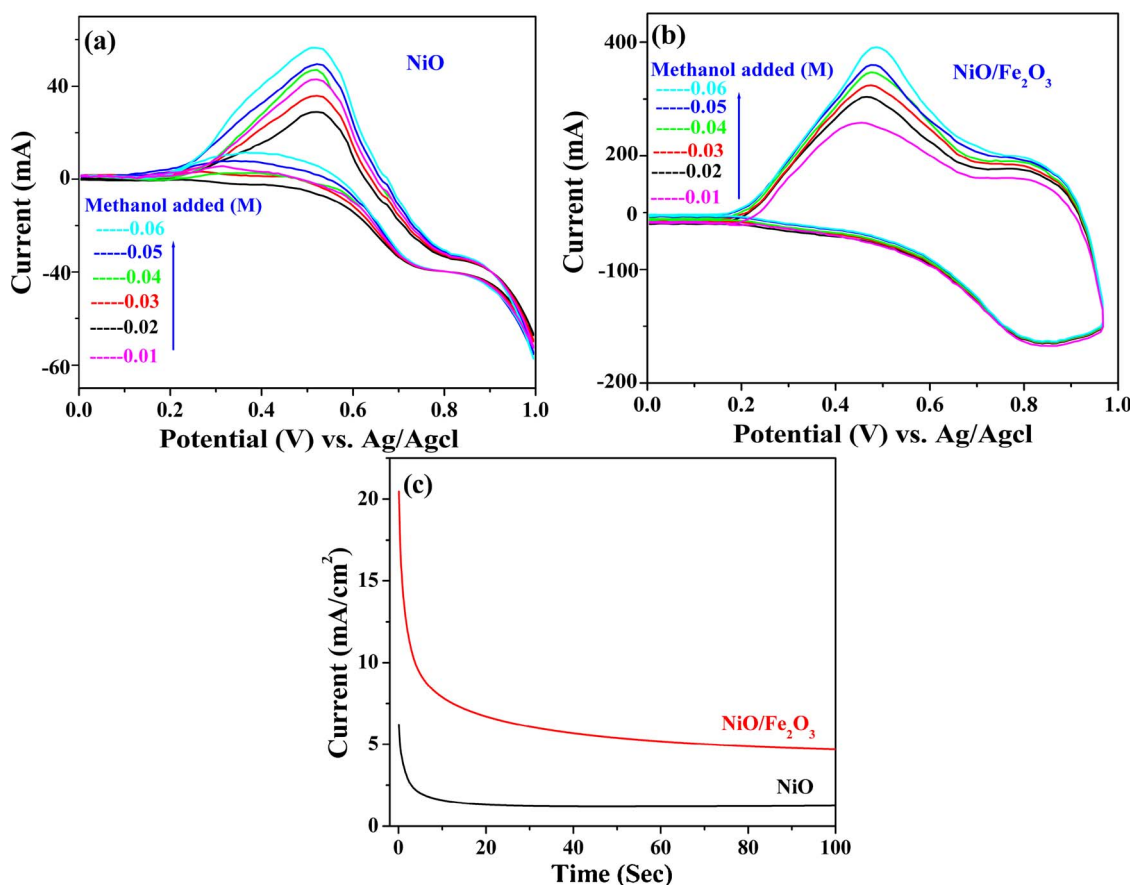 (a)
NiO
Current (mA)
40
0
-40
-60
Methanol added (M)
-----0.06
-----0.05
-----0.04
-----0.03
-----0.02
-----0.01
0.0 0.2 0.4 0.6 0.8 1.0
Potential (V) vs. Ag/Agcl
(b)
NiO/Fe₂O₃
Current (mA)
400
200
0
-100
-200
Methanol added (M)
------0.06
------0.05
------0.04
------0.03
------0.02
------0.01
0.0 0.2 0.4 0.6 0.8 1.0
Potential (V) vs. Ag/Agcl
(c)
Current (mA/cm²)
20
15
10
5
0
NiO/Fe₂O₃
NiO
0 20 40 60 80 100
Time (Sec)